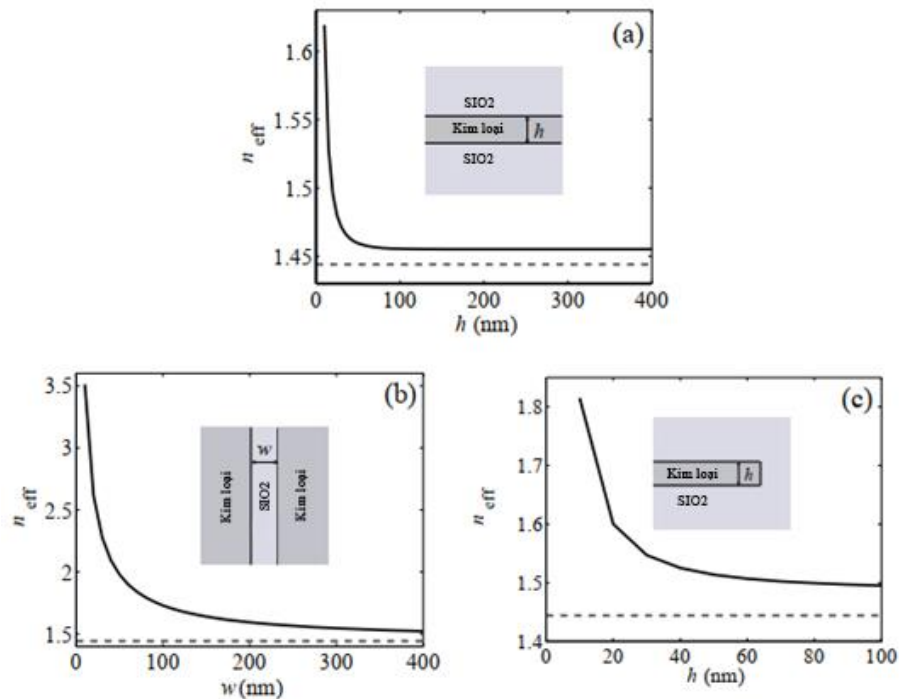 (a)
1.6
1.55
1.5
1.45
n eff
SIO2
Kim loại
h
SIO2
0
100
200
300
400
h (nm)
(b)
3.5
3
2.5
2
1.5
n eff
w
Kim loại
SIO2
Kim loại
0
100
200
300
400
w (nm)
(c)
1.8
1.7
1.6
1.5
1.4
n eff
Kim loại
h
SIO2
0
20
40
60
80
100
h (nm)